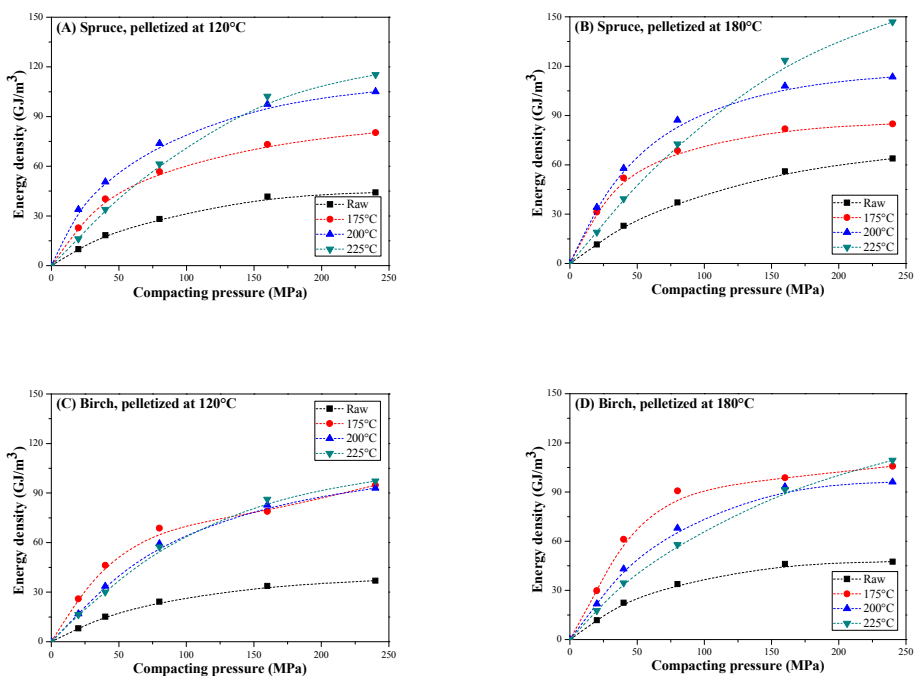 (A) Spruce, pelletized at 120°C
150
120
90
60
30
0
0
50
100
150
200
250
Energy density (GJ/m³)
Compacting pressure (MPa)
Raw
175°C
200°C
225°C
(B) Spruce, pelletized at 180°C
150
120
90
60
30
0
0
50
100
150
200
250
Energy density (GJ/m³)
Compacting pressure (MPa)
Raw
175°C
200°C
225°C
(C) Birch, pelletized at 120°C
150
120
90
60
30
0
0
50
100
150
200
250
Energy density (GJ/m³)
Compacting pressure (MPa)
Raw
175°C
200°C
225°C
(D) Birch, pelletized at 180°C
150
120
90
60
30
0
0
50
100
150
200
250
Energy density (GJ/m³)
Compacting pressure (MPa)
Raw
175°C
200°C
225°C